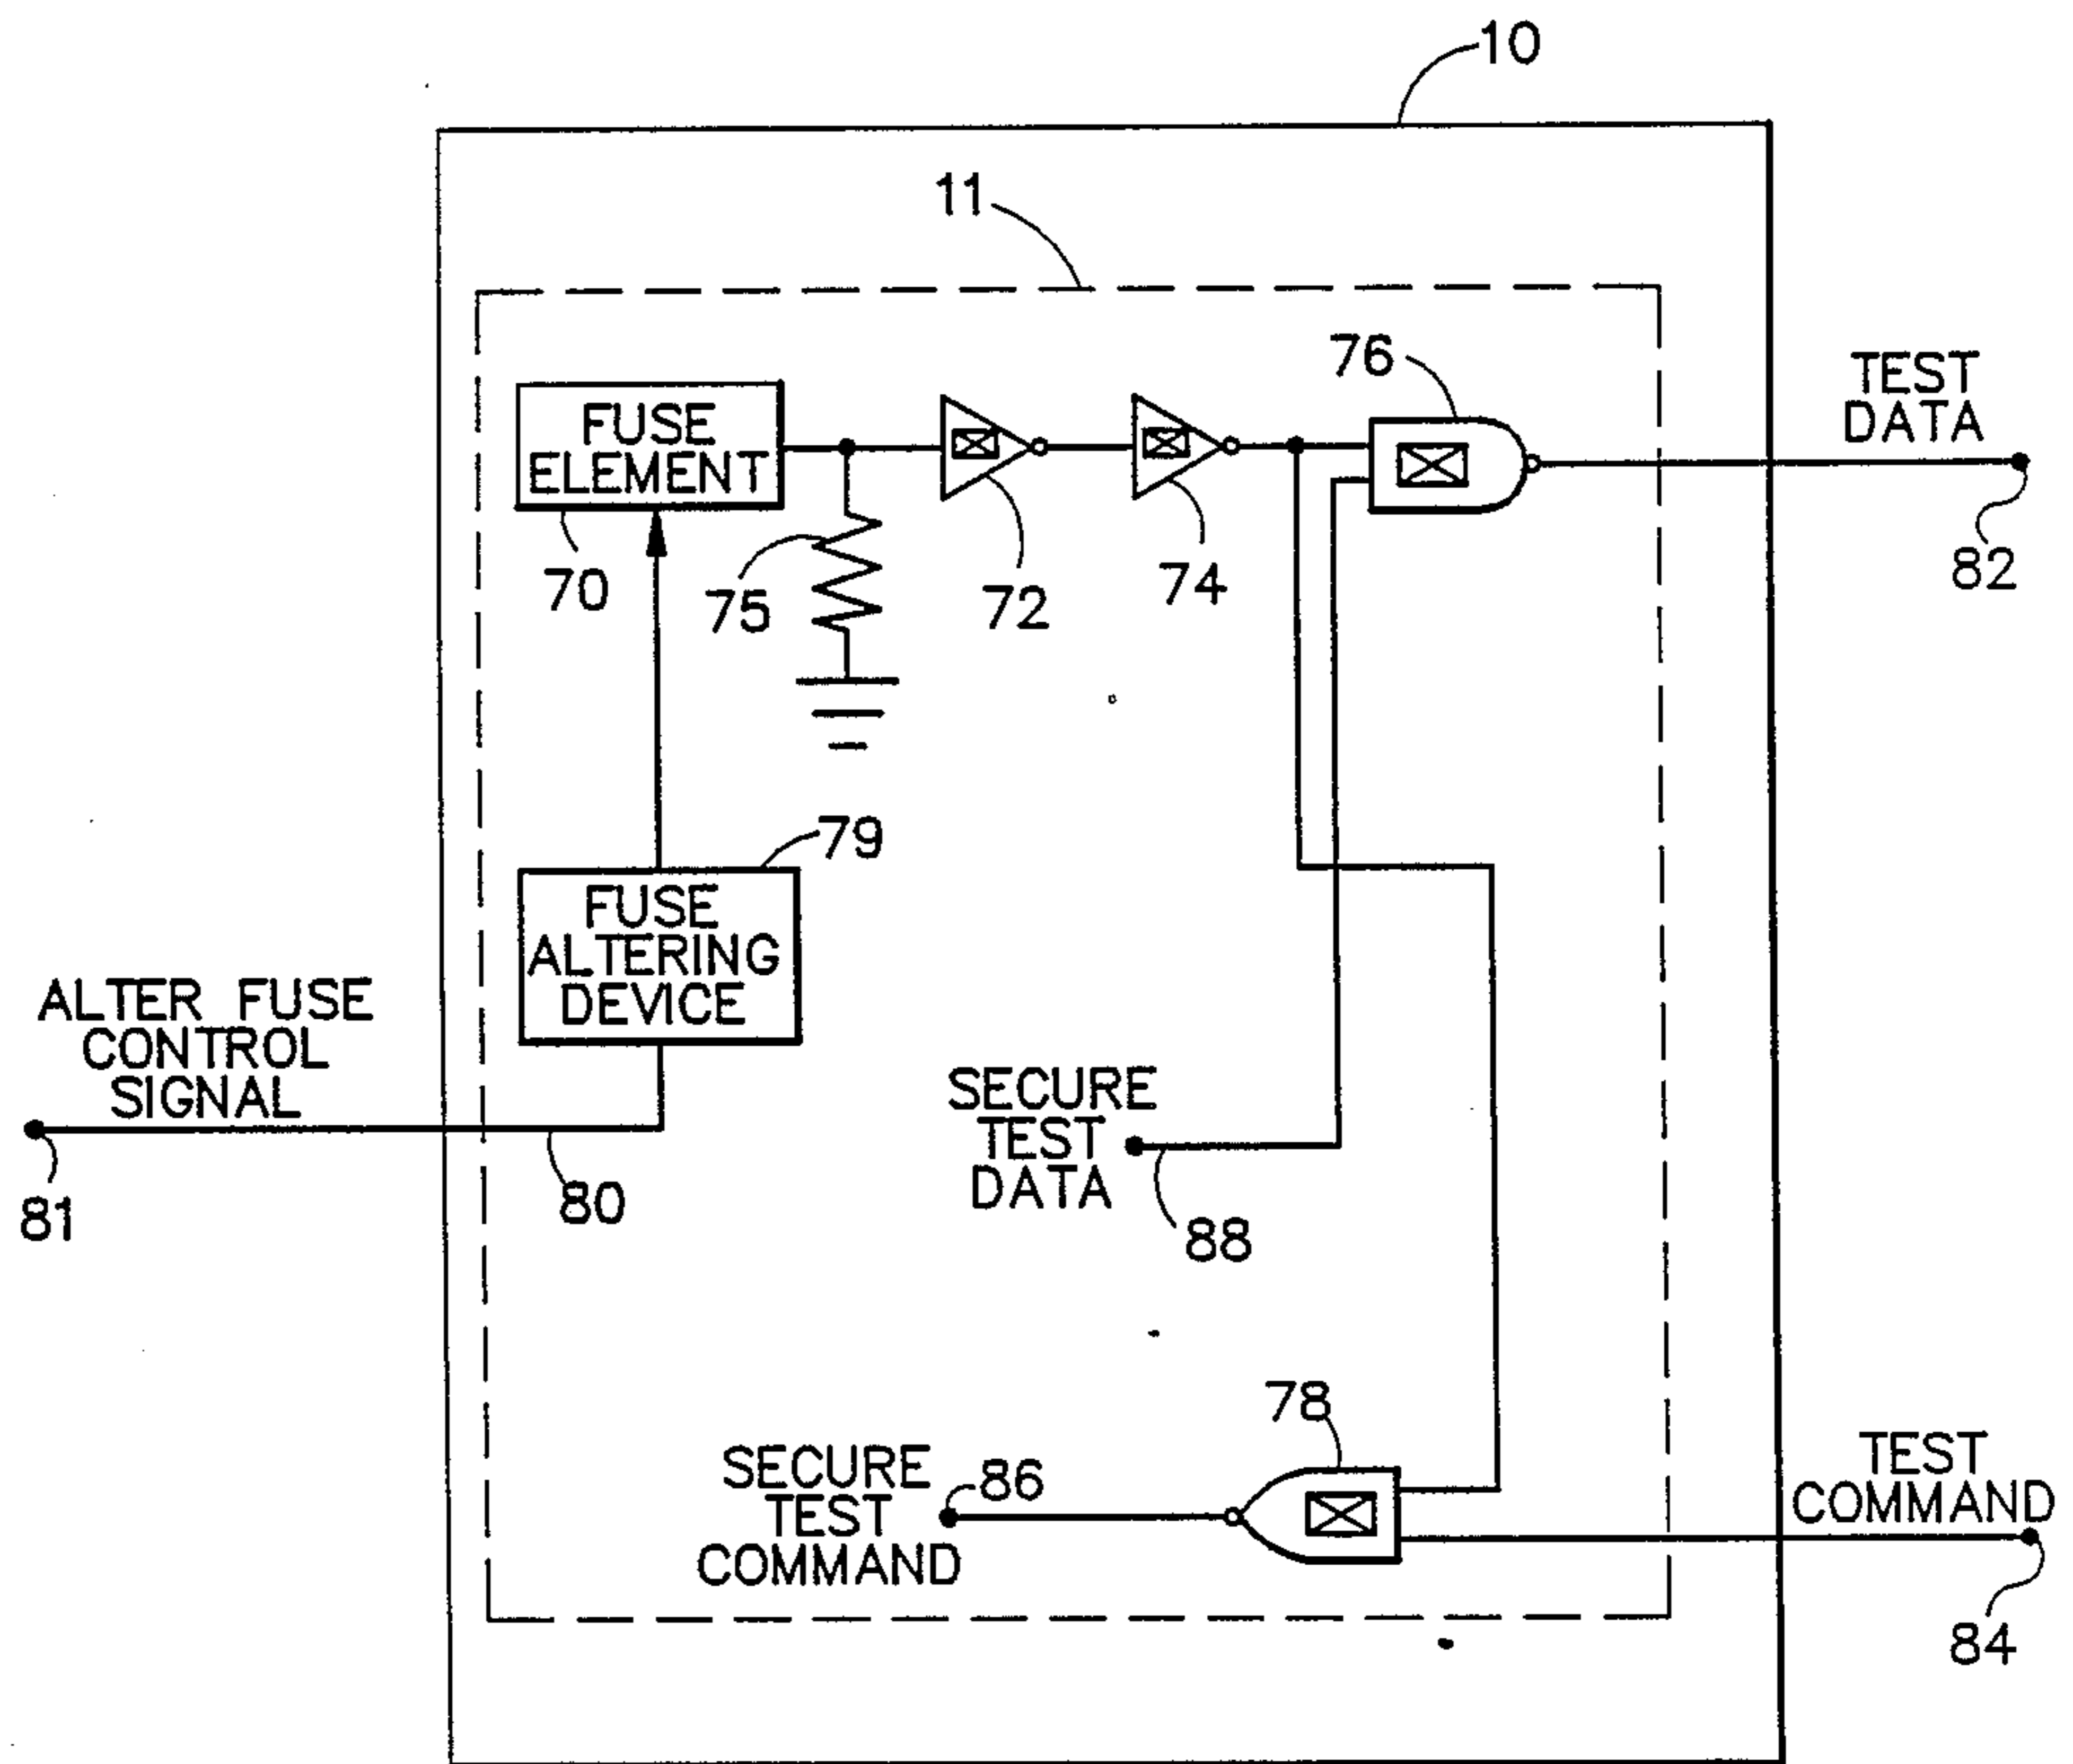 10
11
76
TEST
DATA
FUSE
ELEMENT
82
70
75
72
74
79
FUSE
ALTERING
DEVICE
ALTER FUSE
CONTROL
SIGNAL
SECURE
TEST
DATA
81
80
88
78
SECURE
TEST
COMMAND
86
TEST
COMMAND
84